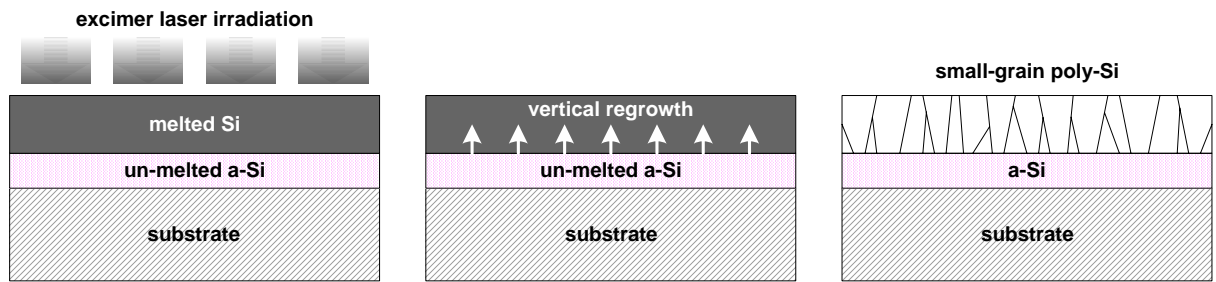 excimer laser irradiation
melted Si
un-melted a-Si
substrate
vertical regrowth
un-melted a-Si
substrate
small-grain poly-Si
a-Si
substrate